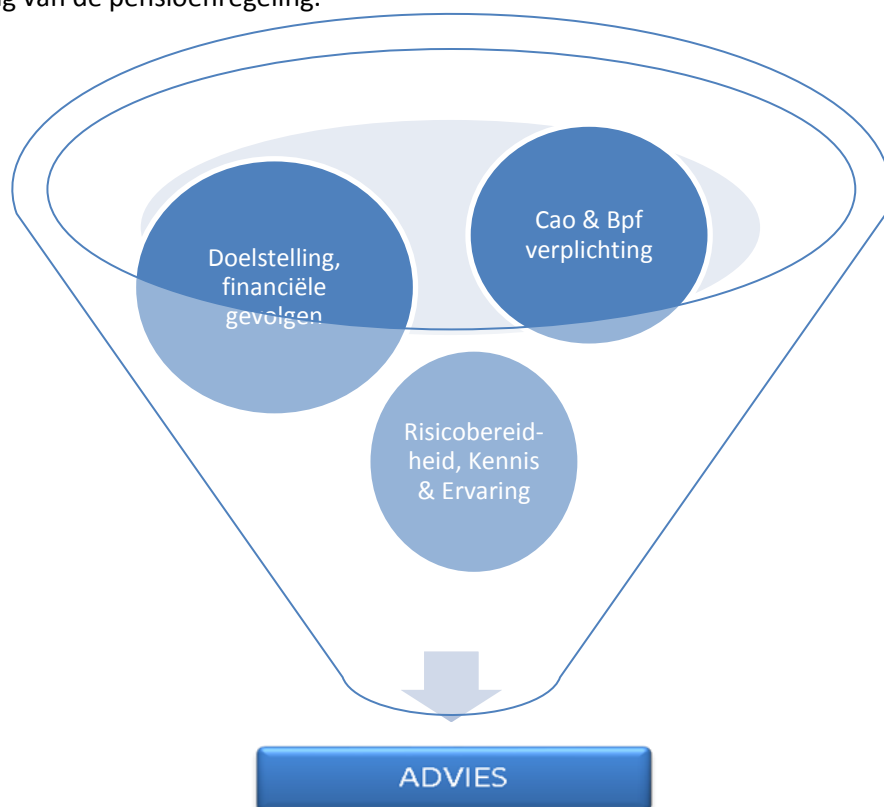 g van de pensioenregeling.
Cao & Bpf
verplichting
Doelstelling,
financiële
gevolgen
Risicobereid-
heid, Kennis
& Ervaring
ADVIES